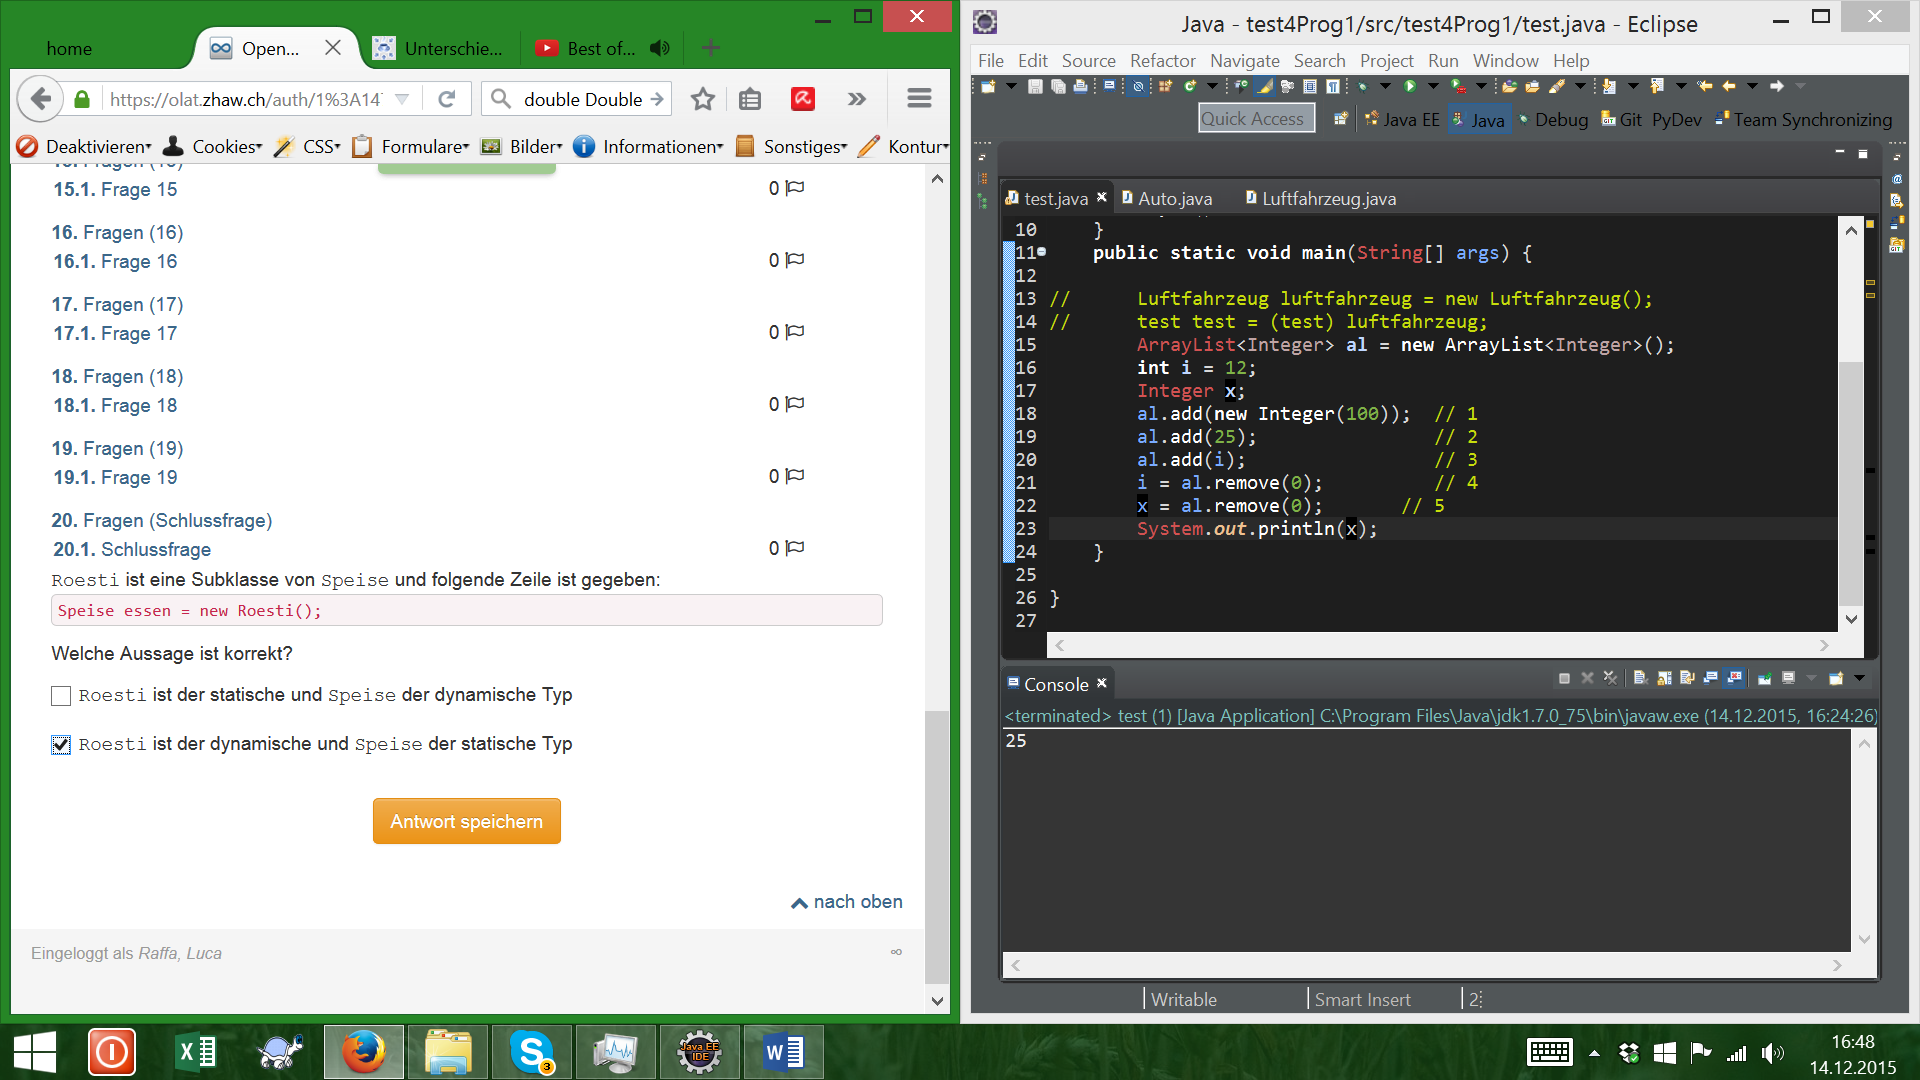 home
Open...
Unterschie...
Best of...
https://olat.zhaw.ch/auth/1%3A14
double Double
Deaktivieren
Cookies
CSS
Formulare
Bilder
Informationen
Sonstiges
Kontur
15.1. Frage 15
0
16. Fragen (16)
16.1. Frage 16
0
17. Fragen (17)
17.1. Frage 17
0
18. Fragen (18)
18.1. Frage 18
0
19. Fragen (19)
19.1. Frage 19
0
20. Fragen (Schlussfrage)
20.1. Schlussfrage
0
Roesti ist eine Subklasse von Speise und folgende Zeile ist gegeben:
Speise essen = new Roesti();
Welche Aussage ist korrekt?
Roesti ist der statische und Speise der dynamische Typ
Roesti ist der dynamische und Speise der statische Typ
Antwort speichern
nach oben
Eingeloggt als Raffa, Luca
∞
Java - test4Prog1/src/test4Prog1/test.java - Eclipse
File Edit Source Refactor Navigate Search Project Run Window Help
Quick Access
Java EE
Java
Debug
Git
PyDev
Team Synchronizing
test.java
Auto.java
Luftfahrzeug.java
10 }
11 public static void main(String[] args) {
12
13 // Luftfahrzeug luftfahrzeug = new Luftfahrzeug();
14 // test test = (test) luftfahrzeug;
15 ArrayList<Integer> al = new ArrayList<Integer>();
16 int i = 12;
17 Integer x;
18 al.add(new Integer(100)); // 1
19 al.add(25); // 2
20 al.add(i); // 3
21 i = al.remove(0); // 4
22 x = al.remove(0); // 5
23 System.out.println(x);
24 }
25
26 }
27
Console
<terminated> test (1) [Java Application] C:\Program Files\Java\jdk1.7.0_75\bin\javaw.exe (14.12.2015, 16:24:26)
25
Writable
Smart Insert
2
3
Java EE
IDE
16:48
14.12.2015